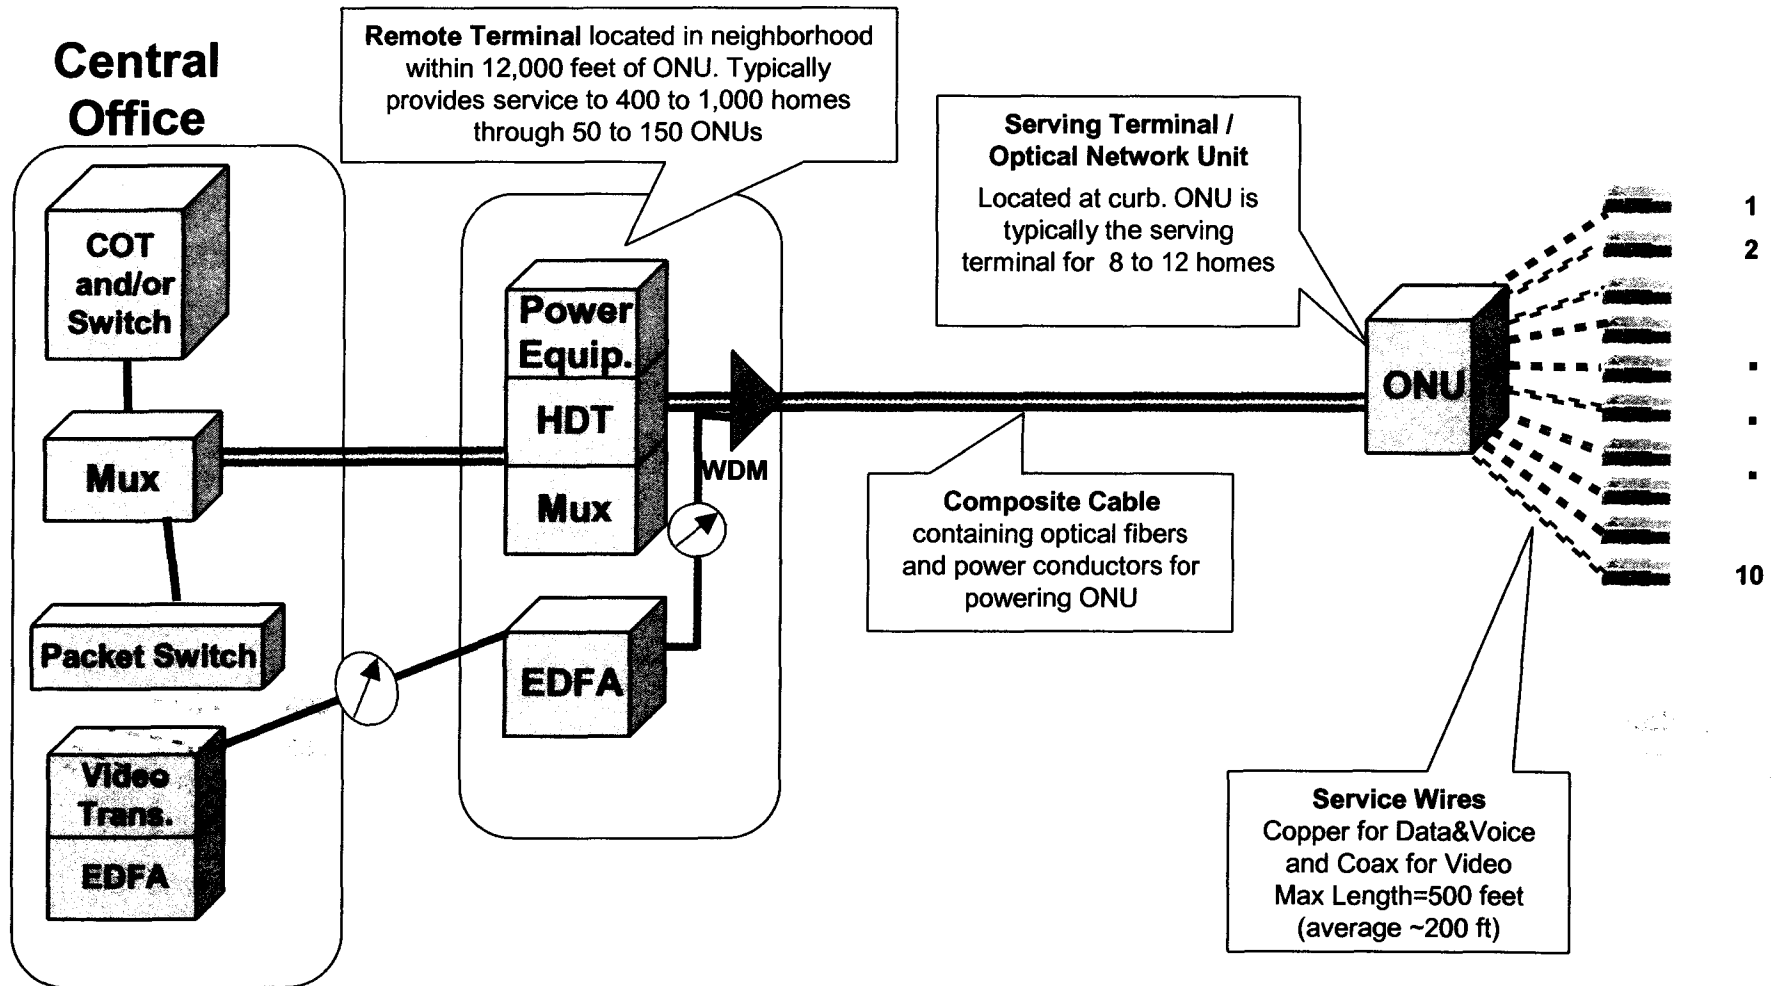 Central
Office
Remote Terminal located in neighborhood
within 12,000 feet of ONU. Typically
provides service to 400 to 1,000 homes
through 50 to 150 ONUs
Serving Terminal /
Optical Network Unit
Located at curb. ONU is
typically the serving
terminal for 8 to 12 homes
COT
and/or
Switch
Mux
Packet Switch
Video
Trans.
EDFA
Power
Equip.
HDT
Mux
WDM
EDFA
Composite Cable
containing optical fibers
and power conductors for
powering ONU
ONU
1
2
.
.
.
10
Service Wires
Copper for Data&Voice
and Coax for Video
Max Length=500 feet
(average ~200 ft)